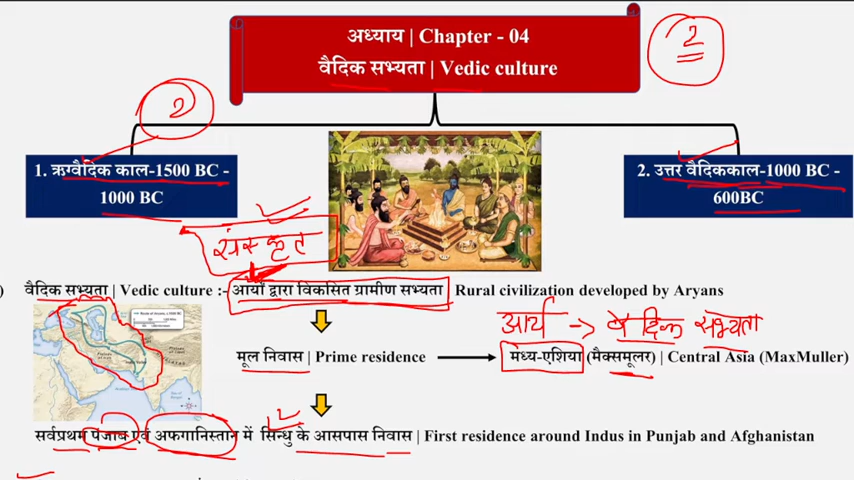 अध्याय | Chapter - 04
वैदिक सभ्यता | Vedic culture
2
2
1. ऋग्वैदिक काल-1500 BC -
1000 BC
2. उत्तर वैदिककाल-1000 BC -
600BC
संस्कृत
वैदिक सभ्यता | Vedic culture :- आर्यों द्वारा विकसित ग्रामीण सभ्यता | Rural civilization developed by Aryans
आर्य → वैदिक सभ्यता
मूल निवास | Prime residence
मध्य-एशिया (मैक्समूलर) | Central Asia (MaxMuller)
सर्वप्रथम पंजाब एवं अफगानिस्तान में सिन्धु के आसपास निवास | First residence around Indus in Punjab and Afghanistan